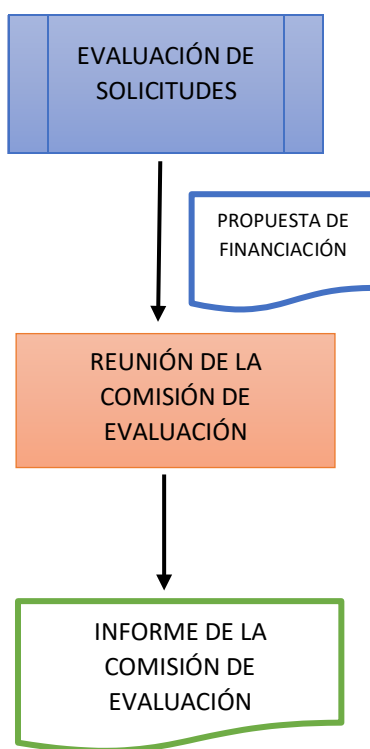 EVALUACIÓN DE
SOLICITUDES
PROPUESTA DE
FINANCIACIÓN
REUNIÓN DE LA
COMISIÓN DE
EVALUACIÓN
INFORME DE LA
COMISIÓN DE
EVALUACIÓN